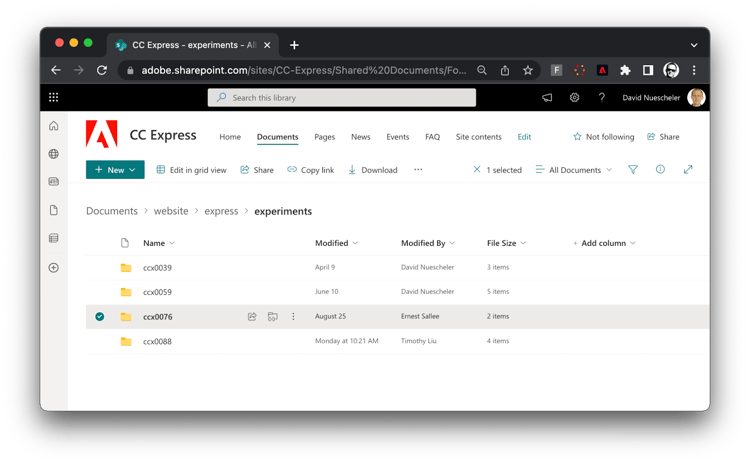 CC Express - experiments - All
adobe.sharepoint.com/sites/CC-Express/Shared%20Documents/Fo...
F
Search this library
David Nuescheler
CC Express
Home
Documents
Pages
News
Events
FAQ
Site contents
Edit
Not following
Share
New
Edit in grid view
Share
Copy link
Download
1 selected
All Documents
Documents > website > express > experiments
Name Modified Modified By File Size + Add column
ccx0039 April 9 David Nuescheler 3 items
ccx0059 June 10 David Nuescheler 5 items
ccx0076 August 25 Ernest Sallee 2 items
ccx0088 Monday at 10:21 AM Timothy Liu 4 items